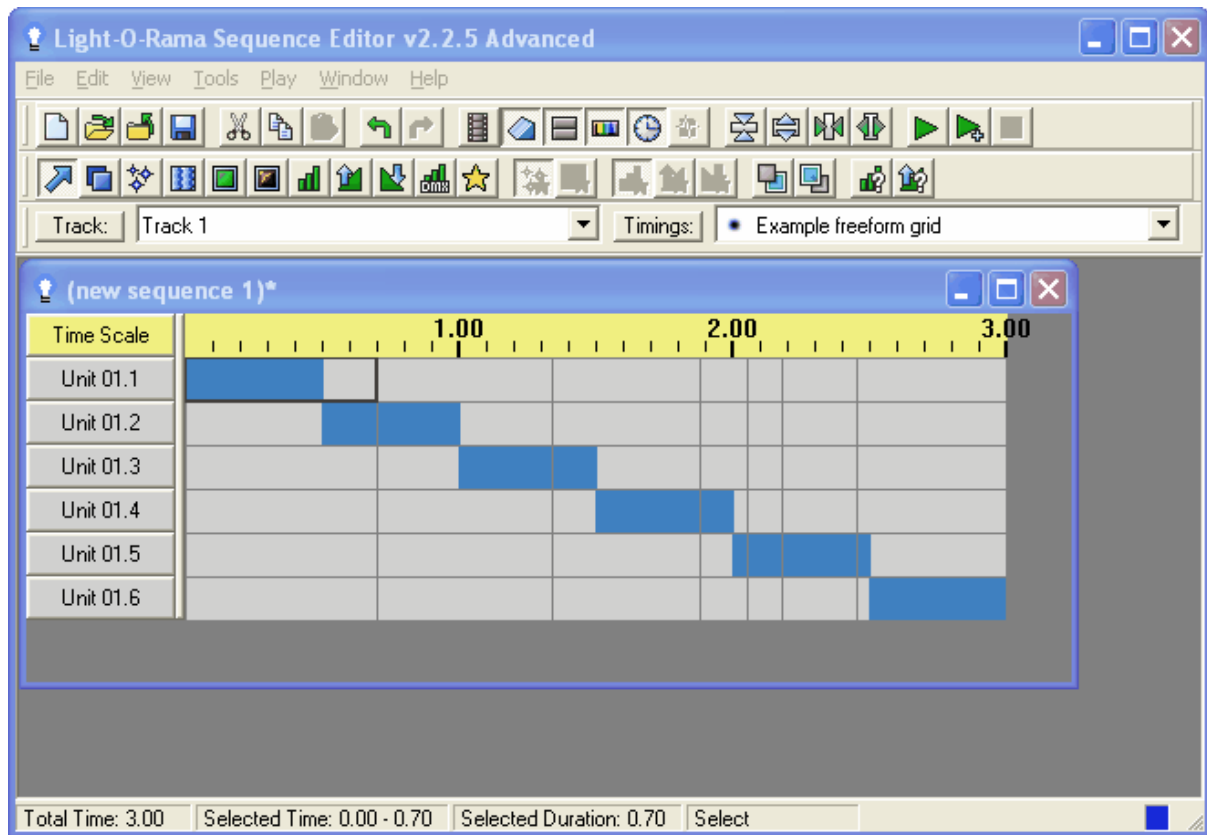 Light-O-Rama Sequence Editor v2.2.5 Advanced
File Edit View Tools Play Window Help
DMX
Track: Track 1 Timings: Example freeform grid
(new sequence 1)*
Time Scale 1.00 2.00 3.00
Unit 01.1
Unit 01.2
Unit 01.3
Unit 01.4
Unit 01.5
Unit 01.6
Total Time: 3.00 Selected Time: 0.00 - 0.70 Selected Duration: 0.70 Select